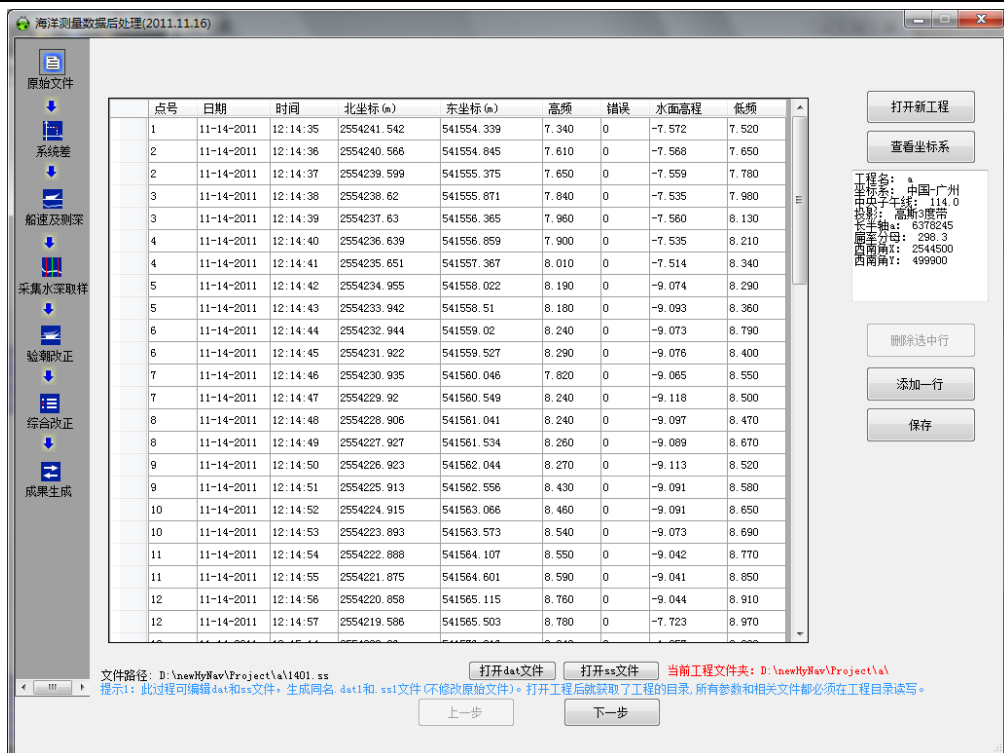 海洋测量数据后处理(2011.11.16)
原始文件
系统差
船速及测深
采集水深取样
验潮改正
综合改正
成果生成
点号 日期 时间 北坐标(m) 东坐标(m) 高频 错误 水面高程 低频
1 11-14-2011 12:14:35 2554241.542 541554.339 7.340 0 -7.572 7.520
2 11-14-2011 12:14:36 2554240.566 541554.845 7.610 0 -7.568 7.650
2 11-14-2011 12:14:37 2554239.599 541555.375 7.650 0 -7.559 7.780
3 11-14-2011 12:14:38 2554238.62 541555.871 7.840 0 -7.535 7.980
3 11-14-2011 12:14:39 2554237.63 541556.365 7.960 0 -7.560 8.130
4 11-14-2011 12:14:40 2554236.639 541556.859 7.900 0 -7.535 8.210
4 11-14-2011 12:14:41 2554235.651 541557.367 8.010 0 -7.514 8.340
5 11-14-2011 12:14:42 2554234.955 541558.022 8.190 0 -9.074 8.290
5 11-14-2011 12:14:43 2554233.942 541558.51 8.180 0 -9.093 8.360
6 11-14-2011 12:14:44 2554232.944 541559.02 8.240 0 -9.073 8.790
6 11-14-2011 12:14:45 2554231.922 541559.527 8.290 0 -9.076 8.400
7 11-14-2011 12:14:46 2554230.935 541560.046 7.820 0 -9.065 8.550
7 11-14-2011 12:14:47 2554229.92 541560.549 8.240 0 -9.118 8.500
8 11-14-2011 12:14:48 2554228.906 541561.041 8.240 0 -9.097 8.470
8 11-14-2011 12:14:49 2554227.927 541561.534 8.260 0 -9.089 8.670
9 11-14-2011 12:14:50 2554226.923 541562.044 8.270 0 -9.113 8.520
9 11-14-2011 12:14:51 2554225.913 541562.556 8.430 0 -9.091 8.580
10 11-14-2011 12:14:52 2554224.915 541563.066 8.460 0 -9.091 8.650
10 11-14-2011 12:14:53 2554223.893 541563.573 8.540 0 -9.073 8.690
11 11-14-2011 12:14:54 2554222.888 541564.107 8.550 0 -9.042 8.770
11 11-14-2011 12:14:55 2554221.875 541564.601 8.590 0 -9.041 8.850
12 11-14-2011 12:14:56 2554220.858 541565.115 8.760 0 -9.044 8.910
12 11-14-2011 12:14:57 2554219.586 541565.503 8.780 0 -7.723 8.970
打开新工程
查看坐标系
工程名: a
坐标系: 中国-广州
中央子午线: 114.0
投影: 高斯3度带
长半轴a: 6378245
扁率分母: 298.3
西南角X: 2544500
西南角Y: 499900
删除选中行
添加一行
保存
文件路径: D:\newHyNav\Project\a\1401.ss 打开dat文件 打开ss文件 当前工程文件夹: D:\newHyNav\Project\a\
提示1: 此过程可编辑dat和ss文件，生成同名.dat1和.ss1文件(不修改原始文件)。打开工程后就获取了工程的目录,所有参数和相关文件都必须在工程目录读写。
上一步 下一步